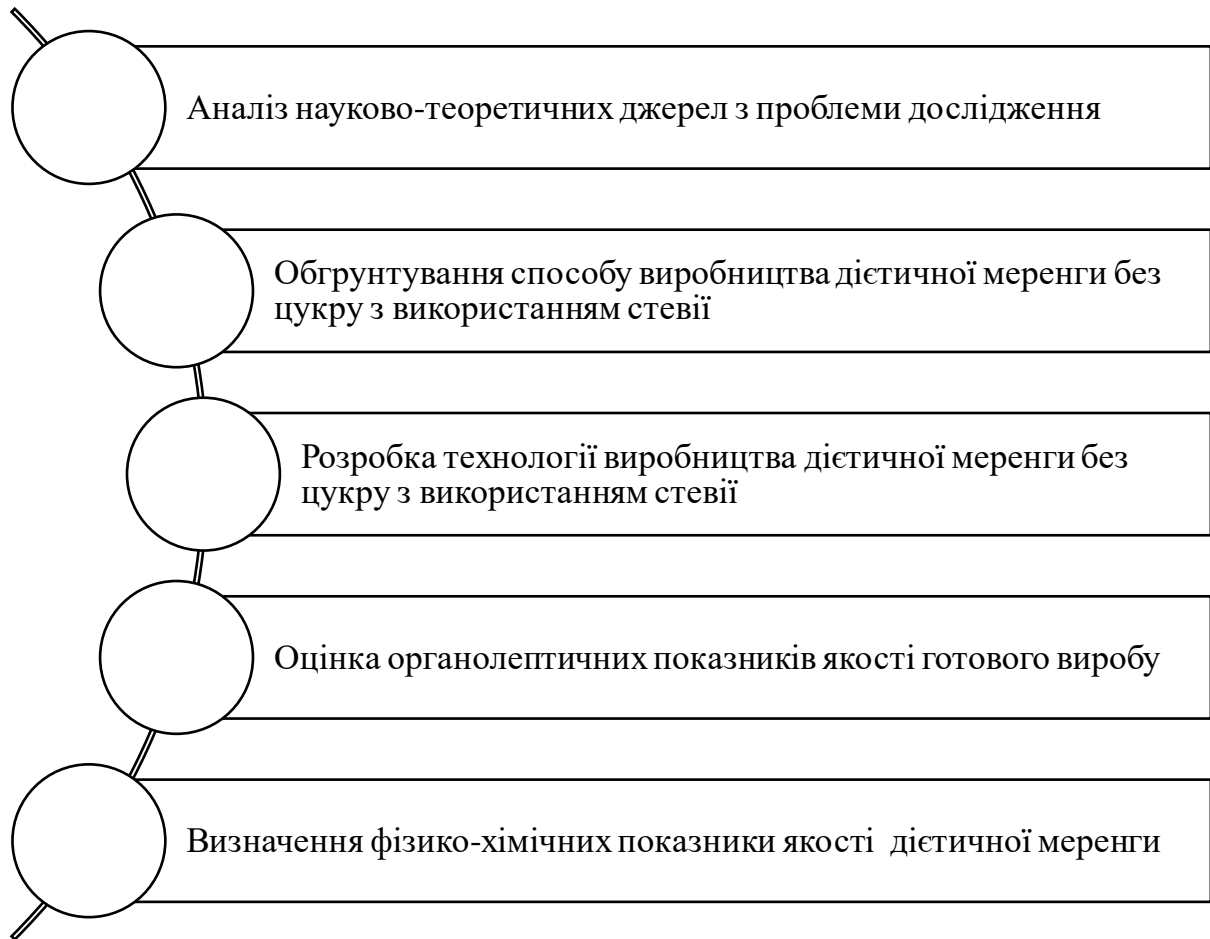 Аналіз науково-теоретичних джерел з проблеми дослідження
Обгрунтування способу виробництва дієтичної меренги без
цукру з використанням стевії
Розробка технології виробництва дієтичної меренги без
цукру з використанням стевії
Оцінка органолептичних показників якості готового виробу
Визначення фізико-хімічних показники якості  дієтичної меренги